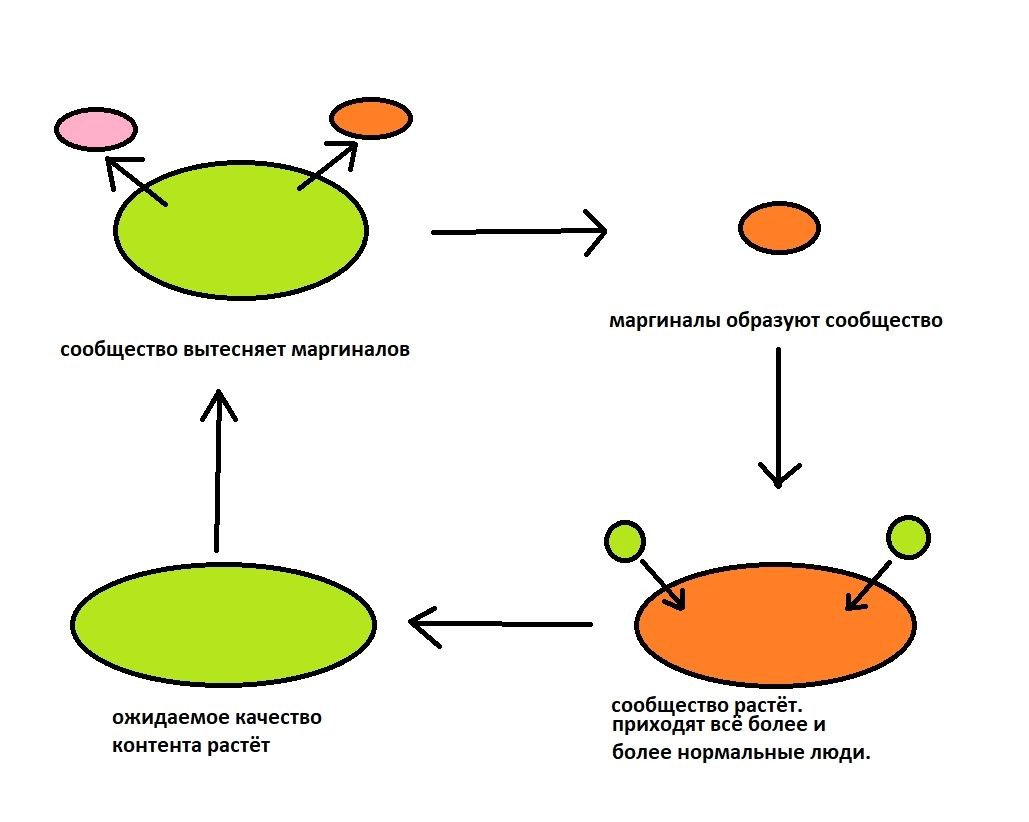 сообщество вытесняет маргиналов
маргиналы образуют сообщество
сообщество растёт.
приходят всё более и
более нормальные люди.
ожидаемое качество
контента растёт